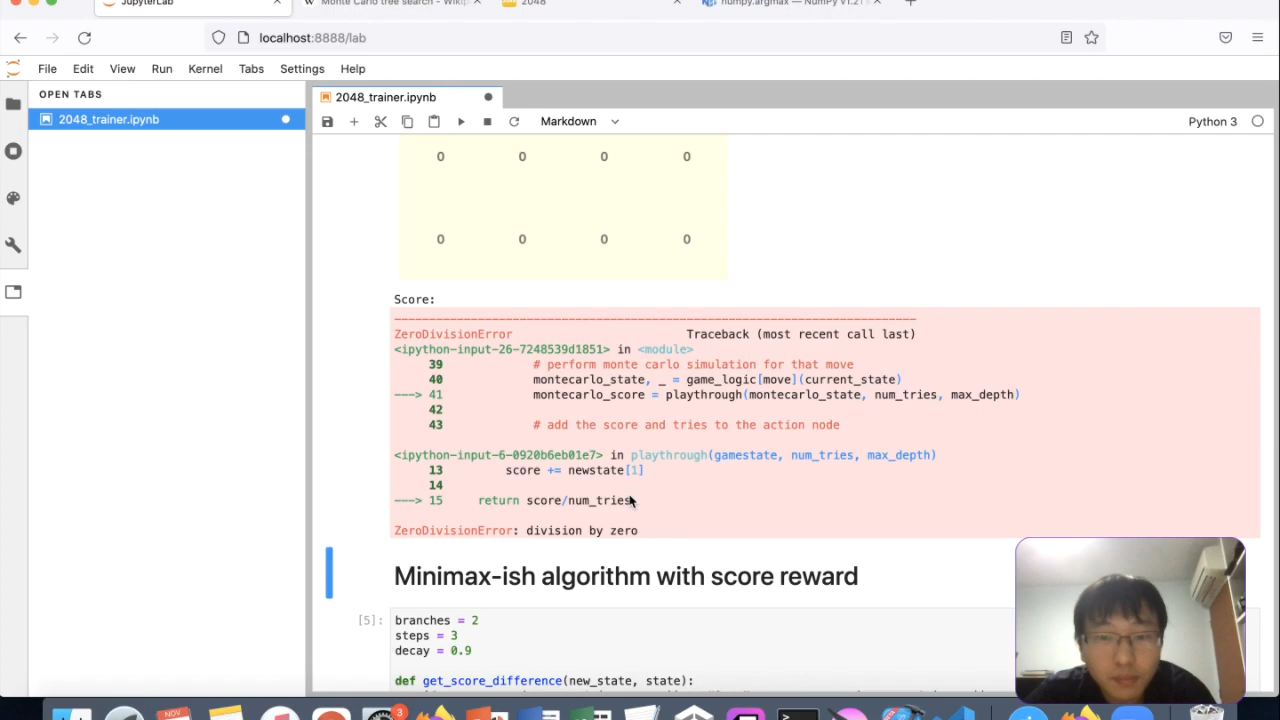 JupyterLab
Monte Carlo tree search - Wikip
2048
numpy.argmax — NumPy v1.21
localhost:8888/lab
File Edit View Run Kernel Tabs Settings Help
OPEN TABS
2048_trainer.ipynb
2048_trainer.ipynb
Markdown
Python 3
0 0 0 0
0 0 0 0
Score:
ZeroDivisionError Traceback (most recent call last)
<ipython-input-26-7248539d1851> in <module>
39 # perform monte carlo simulation for that move
40 montecarlo_state, _ = game_logic[move](current_state)
---> 41 montecarlo_score = playthrough(montecarlo_state, num_tries, max_depth)
42
43 # add the score and tries to the action node
<ipython-input-6-0920b6eb01e7> in playthrough(gamestate, num_tries, max_depth)
13 score += newstate[1]
14
---> 15 return score/num_tries
ZeroDivisionError: division by zero
Minimax-ish algorithm with score reward
[5]:
branches = 2
steps = 3
decay = 0.9
def get_score_difference(new_state, state):
NOV
3